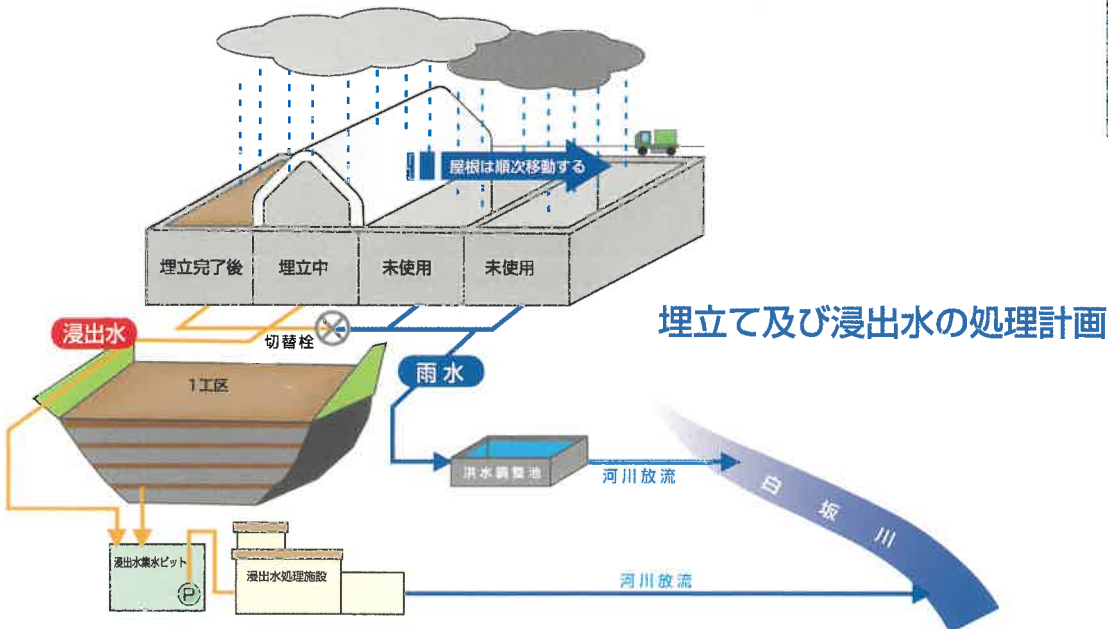 屋根は順次移動する
埋立完了後
埋立中
未使用
未使用
埋立て及び浸出水の処理計画
浸出水
切替栓
雨水
1工区
洪水調整池
河川放流
白坂川
浸出水集水ピット
P
浸出水処理施設
河川放流